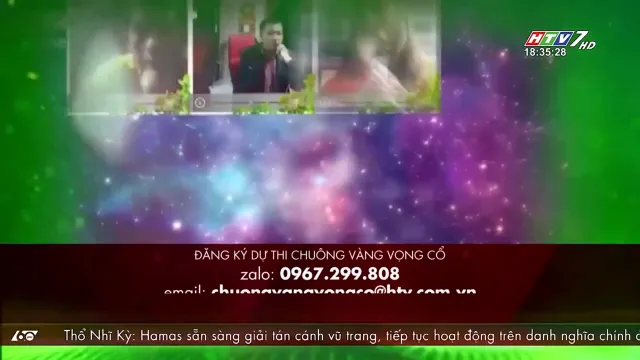 HTV7 HD
18:35:28
ĐĂNG KÝ DỰ THI CHUÔNG VÀNG VỌNG CỔ
zalo: 0967.299.808
email: chuongvangvongco@htv.com.vn
Thổ Nhĩ Kỳ: Hamas sẵn sàng giải tán cánh vũ trang, tiếp tục hoạt động trên danh nghĩa chính